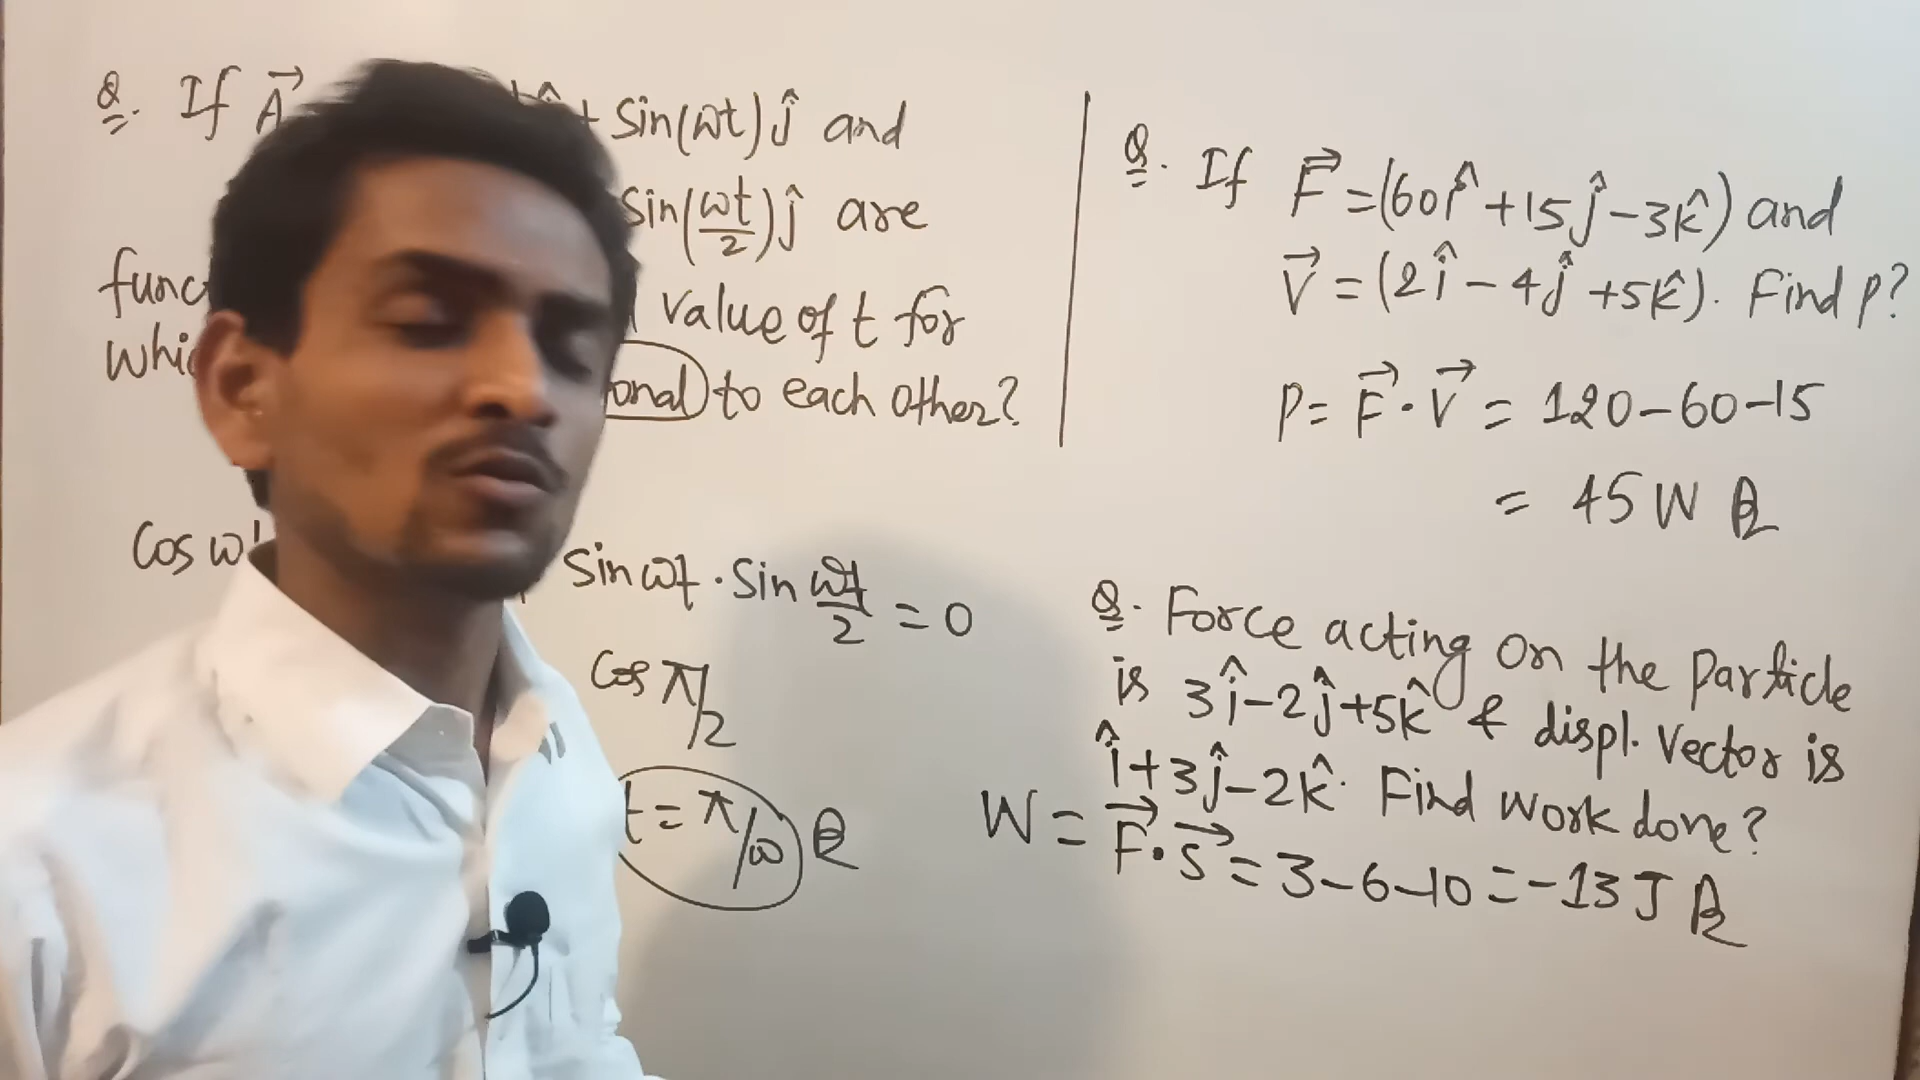 Q. If A⃗ + Sin(ωt)ĵ and
Sin(ωt/2)ĵ are
func value of t for
whic onal to each other?
Cos ω Sin ωt · Sin ωt/2 = 0
Cos π/2
t = π/ω
Q. If F⃗ = (60î + 15ĵ - 3k̂) and
V⃗ = (2î - 4ĵ + 5k̂). Find P?
P = F⃗ · V⃗ = 120 - 60 - 15
= 45 W
Q. Force acting on the particle
is 3î - 2ĵ + 5k̂ & displ. vector is
î + 3ĵ - 2k̂. Find work done?
W = F⃗ · S⃗ = 3 - 6 - 10 = -13 J